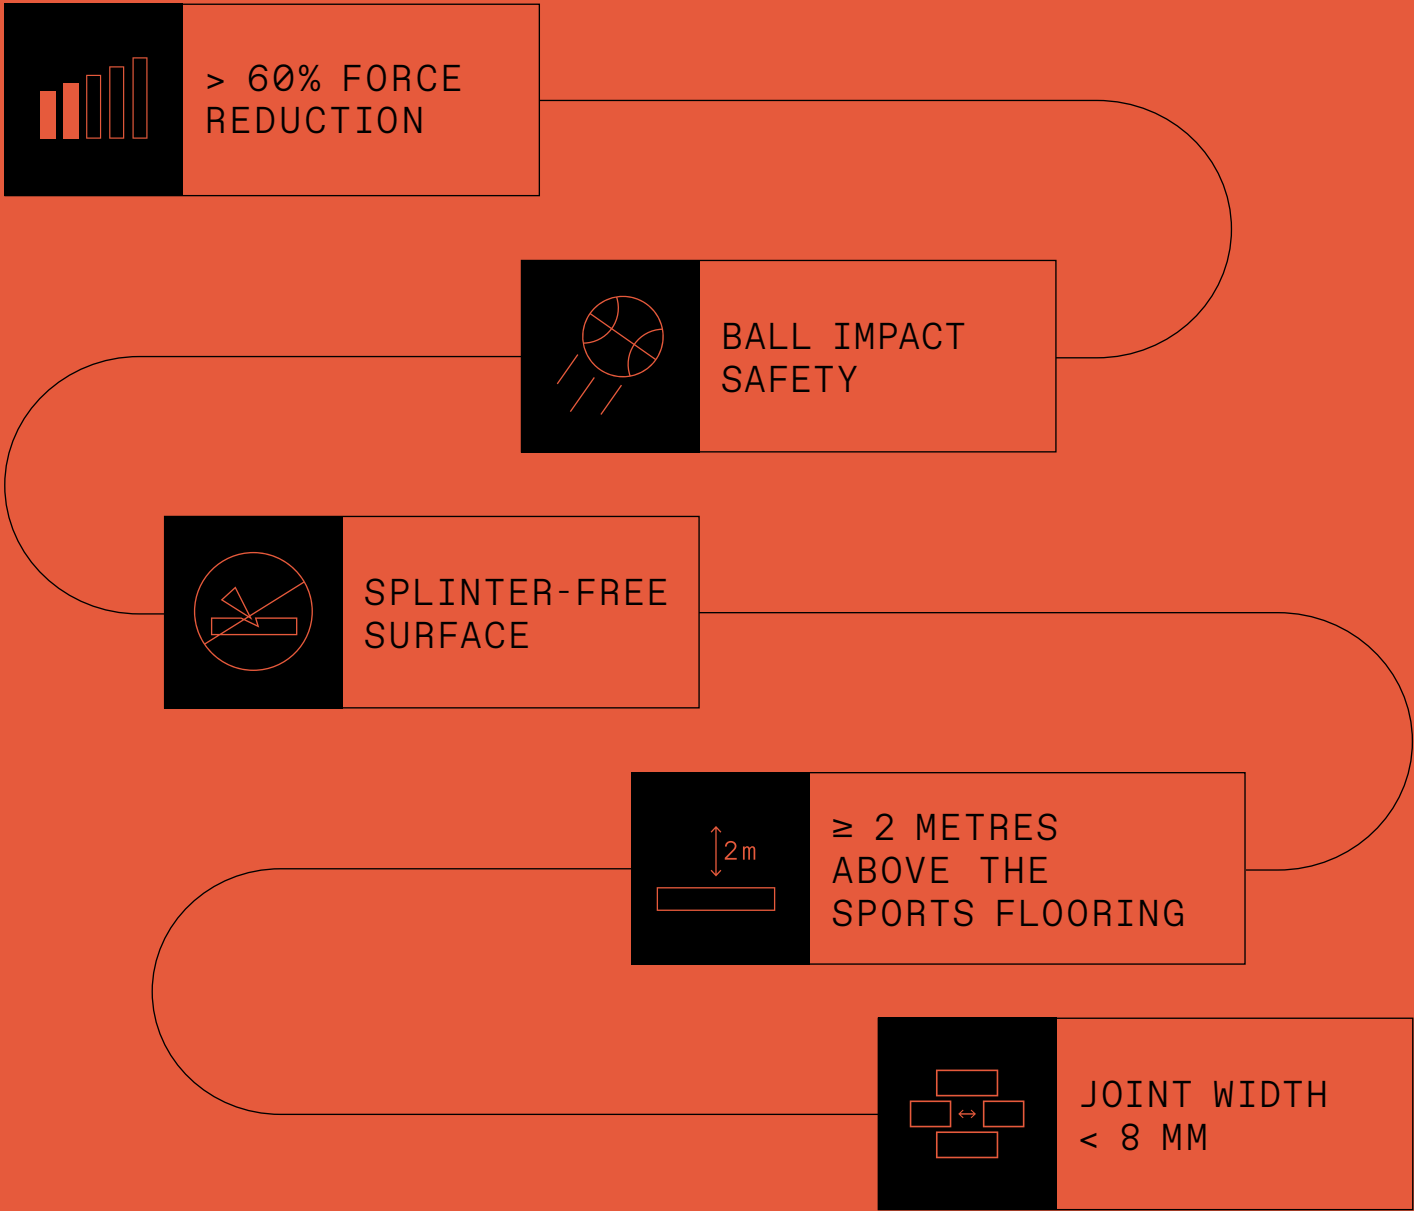 > 60% FORCE
REDUCTION
BALL IMPACT
SAFETY
SPLINTER-FREE
SURFACE
2m
≥ 2 METRES
ABOVE THE
SPORTS FLOORING
JOINT WIDTH
< 8 MM